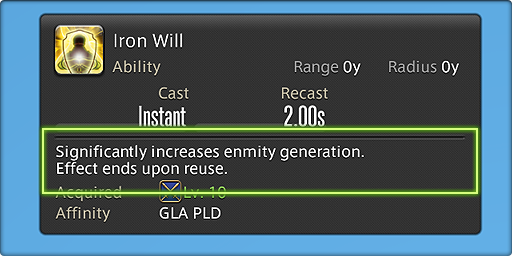 Iron Will
Ability Range 0y Radius 0y
Cast Recast
Instant 2.00s
Significantly increases enmity generation.
Effect ends upon reuse.
Acquired Lv. 10
Affinity GLA PLD